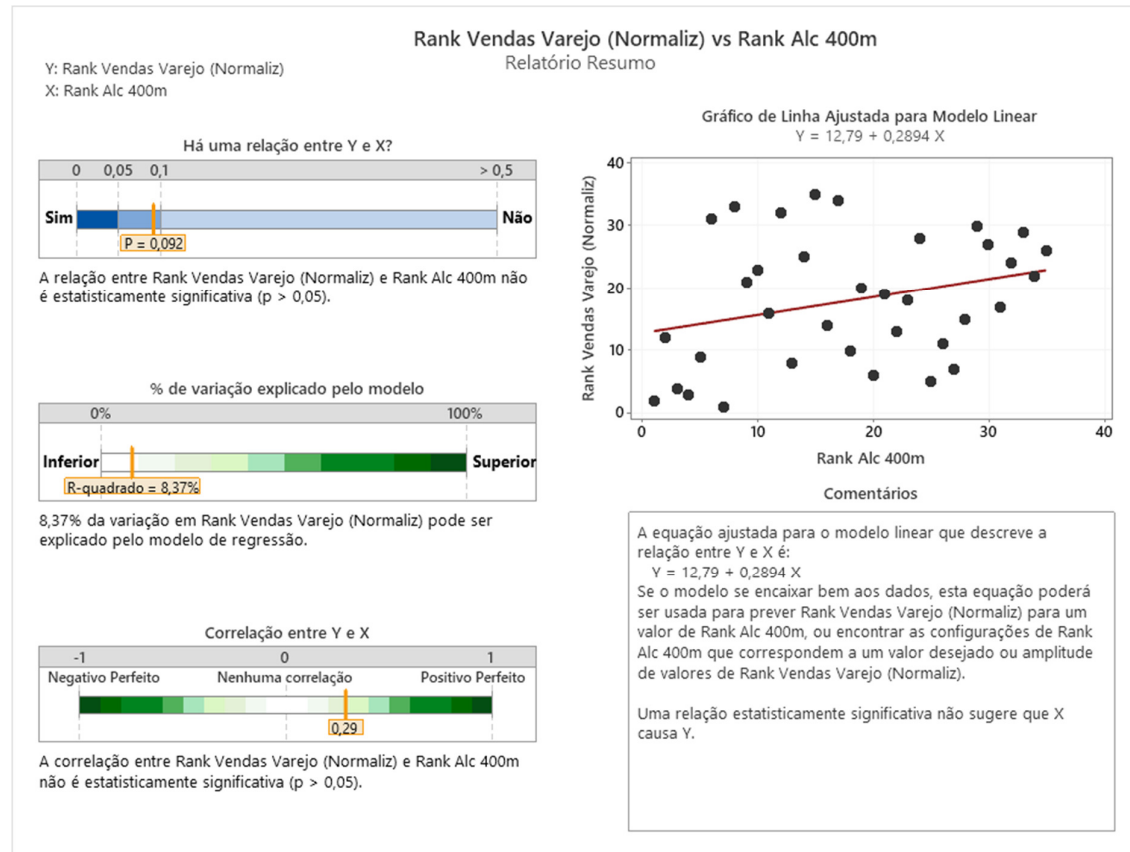 Rank Vendas Varejo (Normaliz) vs Rank Alc 400m
Relatório Resumo
Y: Rank Vendas Varejo (Normaliz)
X: Rank Alc 400m
Há uma relação entre Y e X?
0 0,05 0,1 > 0,5
Sim Não
P = 0,092
A relação entre Rank Vendas Varejo (Normaliz) e Rank Alc 400m não
é estatisticamente significativa (p > 0,05).
% de variação explicado pelo modelo
0% 100%
Inferior Superior
R-quadrado = 8,37%
8,37% da variação em Rank Vendas Varejo (Normaliz) pode ser
explicado pelo modelo de regressão.
Correlação entre Y e X
-1 0 1
Negativo Perfeito Nenhuma correlação Positivo Perfeito
0,29
A correlação entre Rank Vendas Varejo (Normaliz) e Rank Alc 400m
não é estatisticamente significativa (p > 0,05).
Gráfico de Linha Ajustada para Modelo Linear
Y = 12,79 + 0,2894 X
Rank Vendas Varejo (Normaliz)
40
30
20
10
0
0 10 20 30 40
Rank Alc 400m
Comentários
A equação ajustada para o modelo linear que descreve a
relação entre Y e X é:
Y = 12,79 + 0,2894 X
Se o modelo se encaixar bem aos dados, esta equação poderá
ser usada para prever Rank Vendas Varejo (Normaliz) para um
valor de Rank Alc 400m, ou encontrar as configurações de Rank
Alc 400m que correspondem a um valor desejado ou amplitude
de valores de Rank Vendas Varejo (Normaliz).
Uma relação estatisticamente significativa não sugere que X
causa Y.